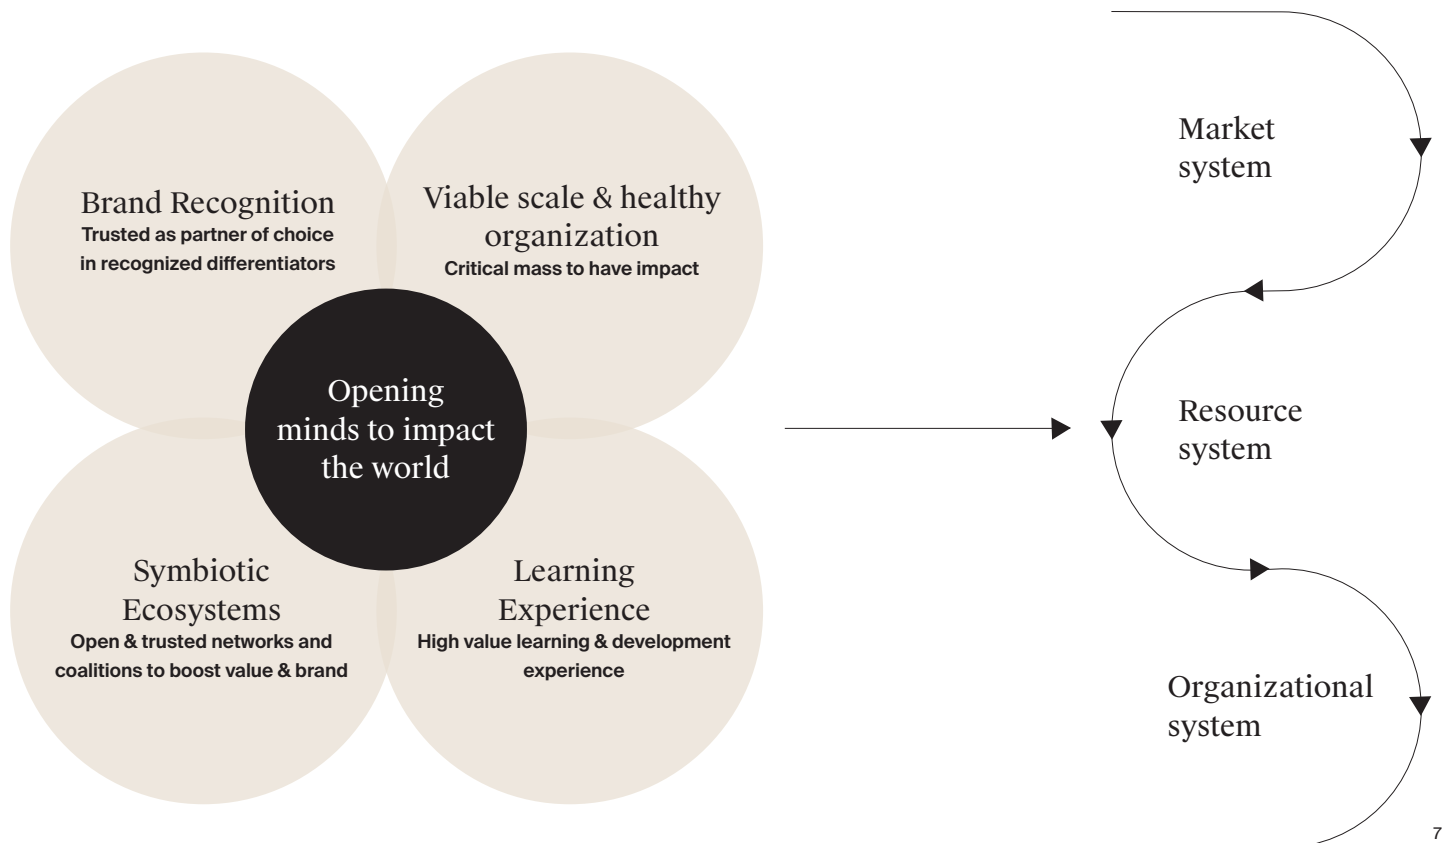 Brand Recognition
Trusted as partner of choice
in recognized differentiators
Viable scale & healthy
organization
Critical mass to have impact
Opening
minds to impact
the world
Symbiotic
Ecosystems
Open & trusted networks and
coalitions to boost value & brand
Learning
Experience
High value learning & development
experience
Market
system
Resource
system
Organizational
system
7